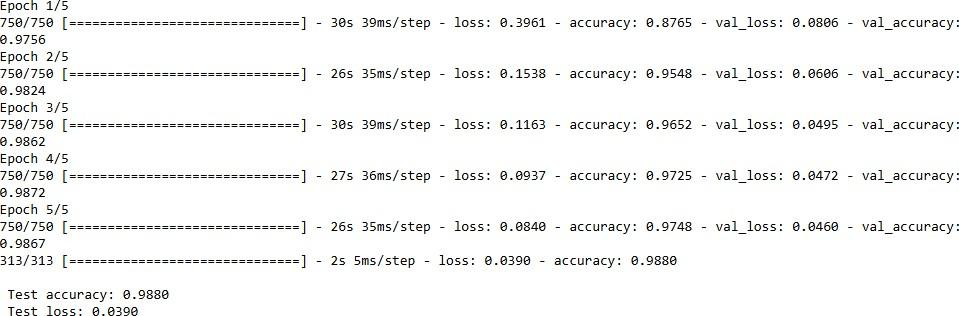 Epoch 1/5
750/750 [==============================] - 30s 39ms/step - loss: 0.3961 - accuracy: 0.8765 - val_loss: 0.0806 - val_accuracy:
0.9756
Epoch 2/5
750/750 [==============================] - 26s 35ms/step - loss: 0.1538 - accuracy: 0.9548 - val_loss: 0.0606 - val_accuracy:
0.9824
Epoch 3/5
750/750 [==============================] - 30s 39ms/step - loss: 0.1163 - accuracy: 0.9652 - val_loss: 0.0495 - val_accuracy:
0.9862
Epoch 4/5
750/750 [==============================] - 27s 36ms/step - loss: 0.0937 - accuracy: 0.9725 - val_loss: 0.0472 - val_accuracy:
0.9872
Epoch 5/5
750/750 [==============================] - 26s 35ms/step - loss: 0.0840 - accuracy: 0.9748 - val_loss: 0.0460 - val_accuracy:
0.9867
313/313 [==============================] - 2s 5ms/step - loss: 0.0390 - accuracy: 0.9880
Test accuracy: 0.9880
Test loss: 0.0390